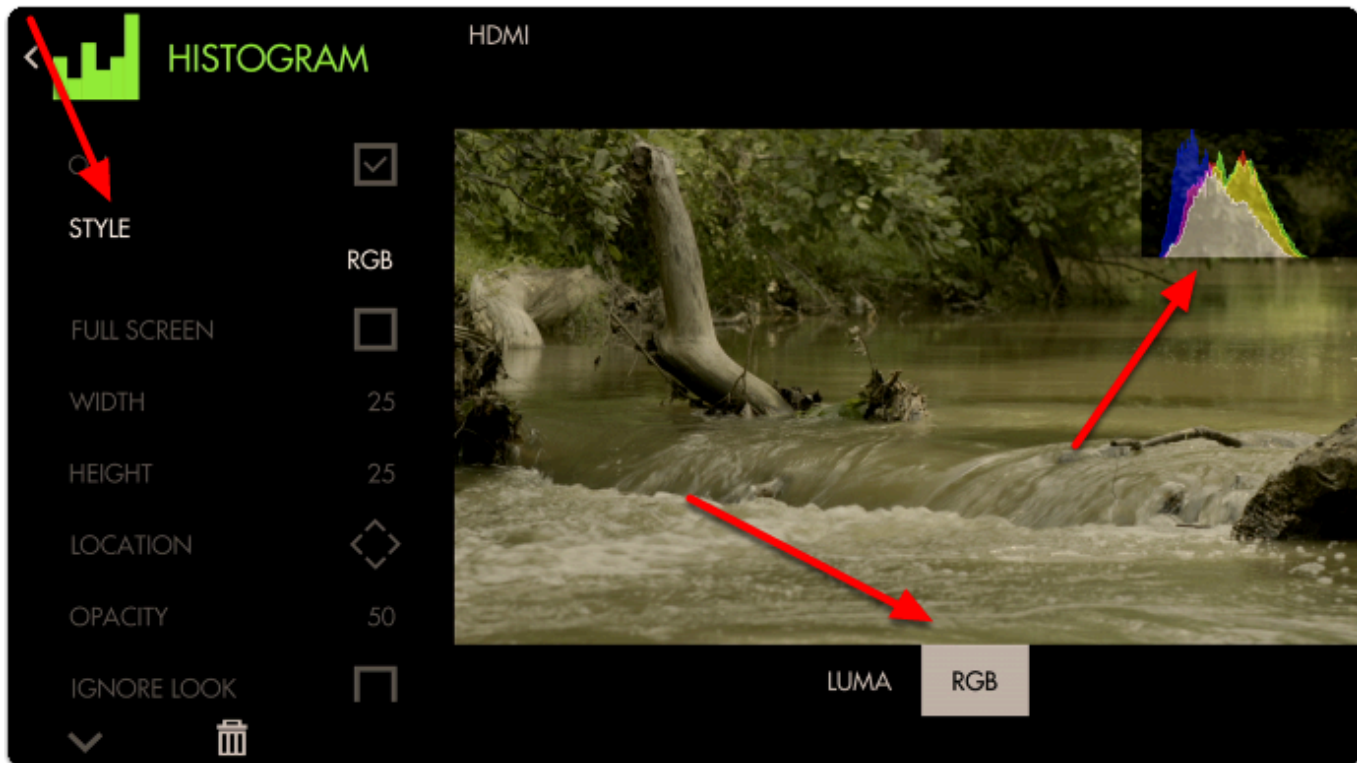 HISTOGRAM
HDMI
STYLE
RGB
FULL SCREEN
WIDTH 25
HEIGHT 25
LOCATION
OPACITY 50
IGNORE LOOK
LUMA RGB